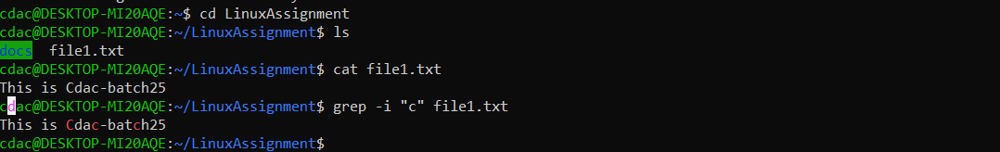 cdac@DESKTOP-MI20AQE:~$ cd LinuxAssignment
cdac@DESKTOP-MI20AQE:~/LinuxAssignment$ ls
docs  file1.txt
cdac@DESKTOP-MI20AQE:~/LinuxAssignment$ cat file1.txt
This is Cdac-batch25
cdac@DESKTOP-MI20AQE:~/LinuxAssignment$ grep -i "c" file1.txt
This is Cdac-batch25
cdac@DESKTOP-MI20AQE:~/LinuxAssignment$